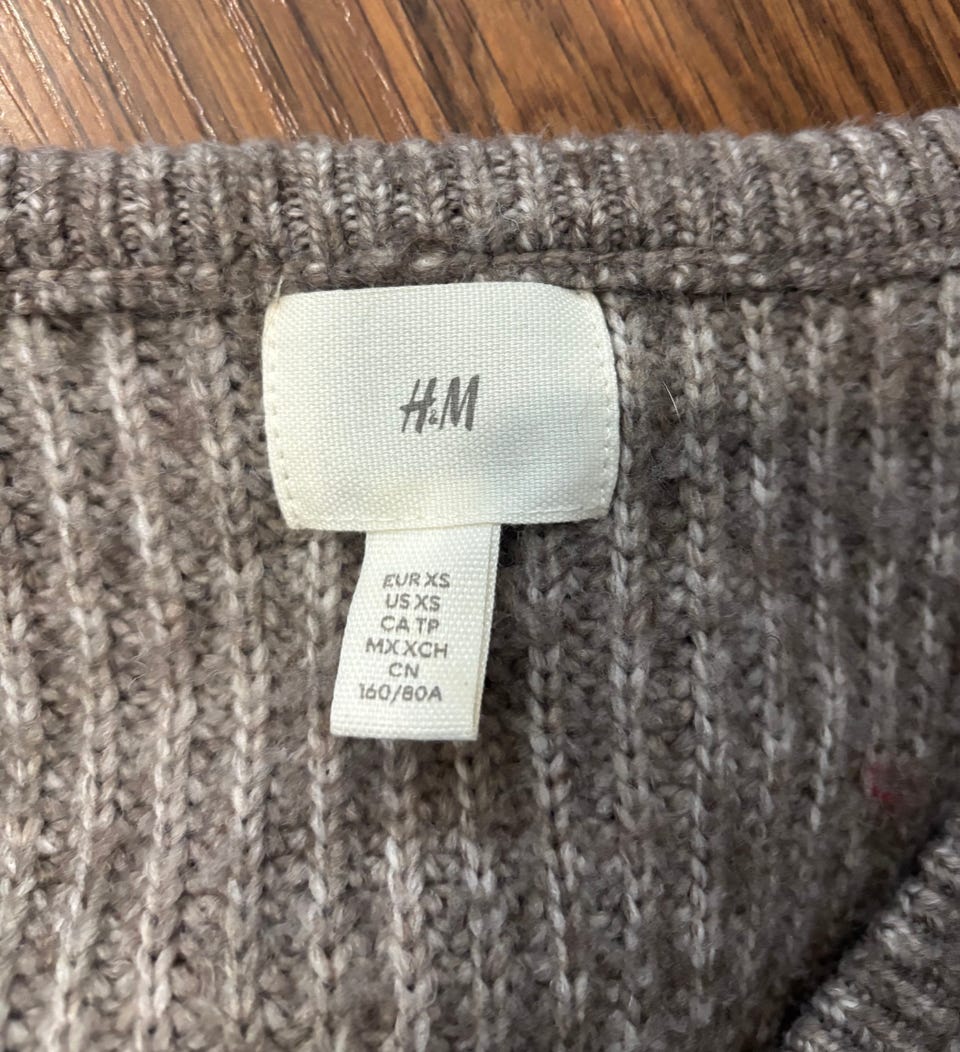 H&M
EUR XS
US XS
CA TP
MX XCH
CN
160/80A